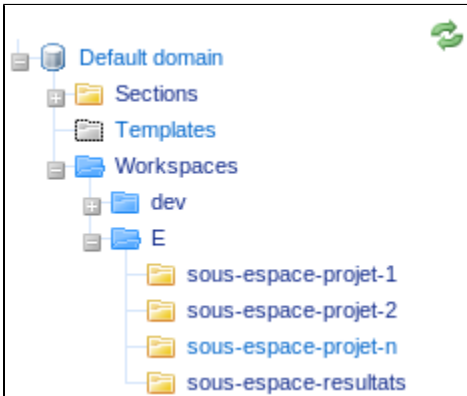 Default domain
Sections
Templates
Workspaces
dev
E
sous-espace-projet-1
sous-espace-projet-2
sous-espace-projet-n
sous-espace-resultats